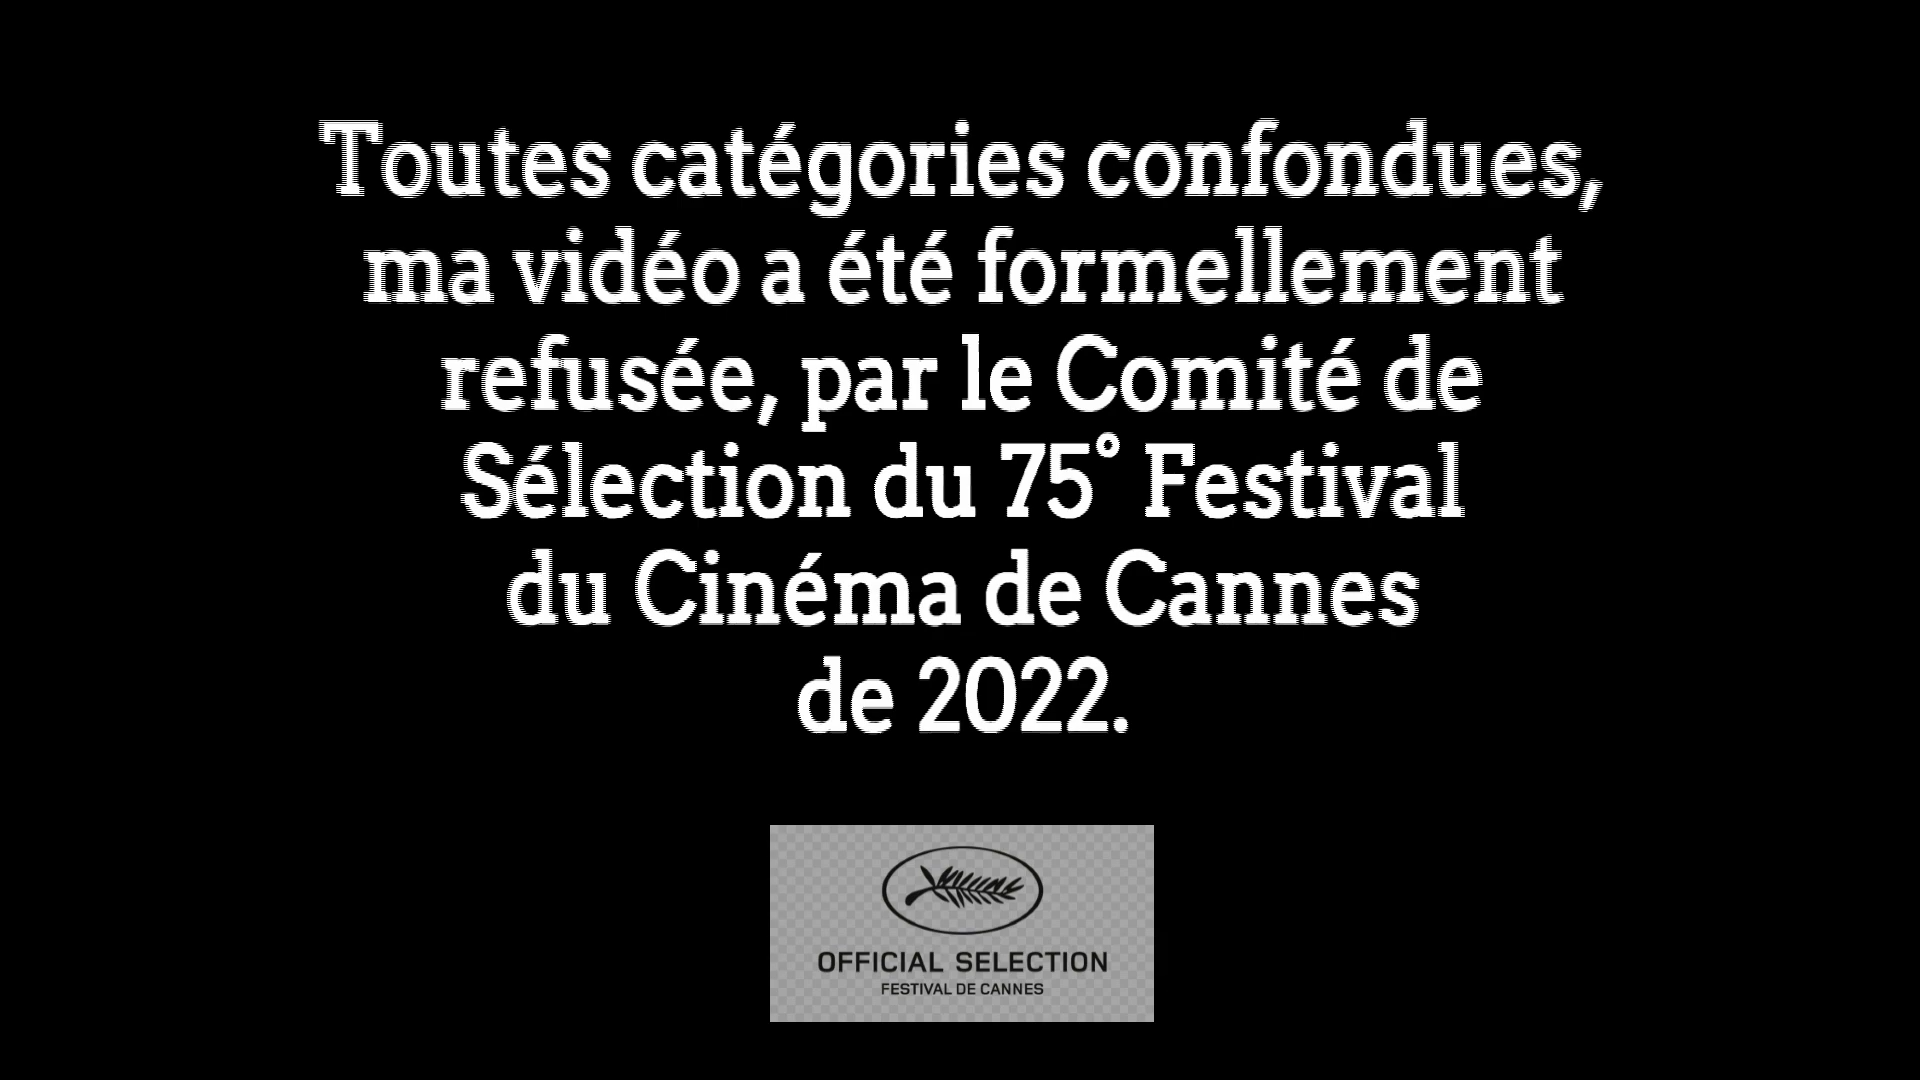 Toutes catégories confondues,
ma vidéo a été formellement
refusée, par le Comité de
Sélection du 75° Festival
du Cinéma de Cannes
de 2022.
OFFICIAL SELECTION
FESTIVAL DE CANNES